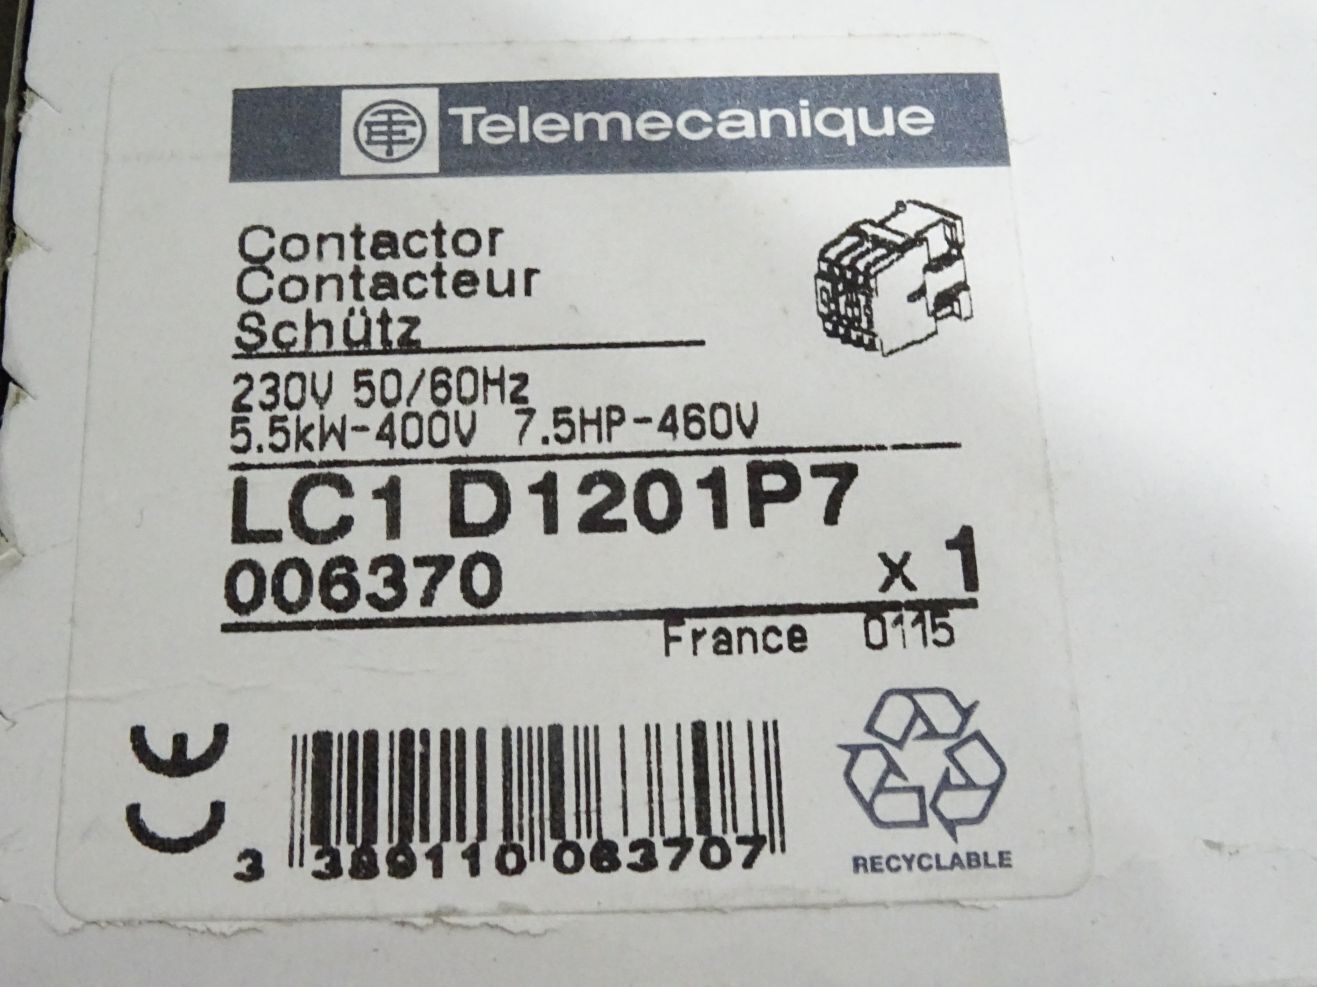 Telemecanique
Contactor
Contacteur
Schütz
230V 50/60Hz
5.5kW-400V 7.5HP-460V
LC1 D1201P7
006370 x 1
France 0115
CE
3 389110 063707
RECYCLABLE